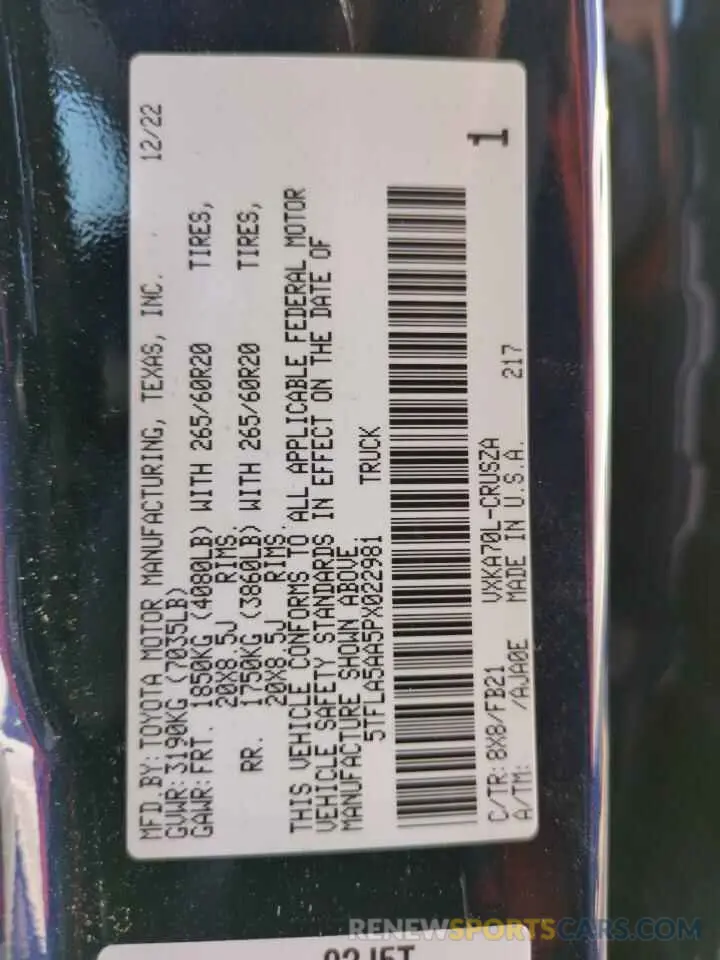 MFD.BY:TOYOTA MOTOR MANUFACTURING, TEXAS, INC. 12/22
GVWR:3190KG (7035LB)
GAWR:FRT. 1850KG (4080LB) WITH 265/60R20 TIRES,
20X8.5J RIMS.
RR. 1750KG (3860LB) WITH 265/60R20 TIRES,
20X8.5J RIMS.
THIS VEHICLE CONFORMS TO ALL APPLICABLE FEDERAL MOTOR
VEHICLE SAFETY STANDARDS IN EFFECT ON THE DATE OF
MANUFACTURE SHOWN ABOVE.
5TFLA5AA5PX022981 TRUCK
1
C/TR:8X8/FB21 VXKA70L-CRUSZA 217
A/TM: /AJA0E MADE IN U.S.A.
RENEWSPORTSCARS.COM